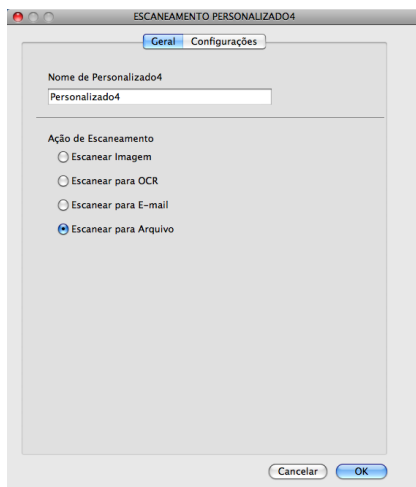 ESCANEAMENTO PERSONALIZADO4
Geral Configurações
Nome de Personalizado4
Personalizado4
Ação de Escaneamento
Escanear Imagem
Escanear para OCR
Escanear para E-mail
Escanear para Arquivo
Cancelar OK